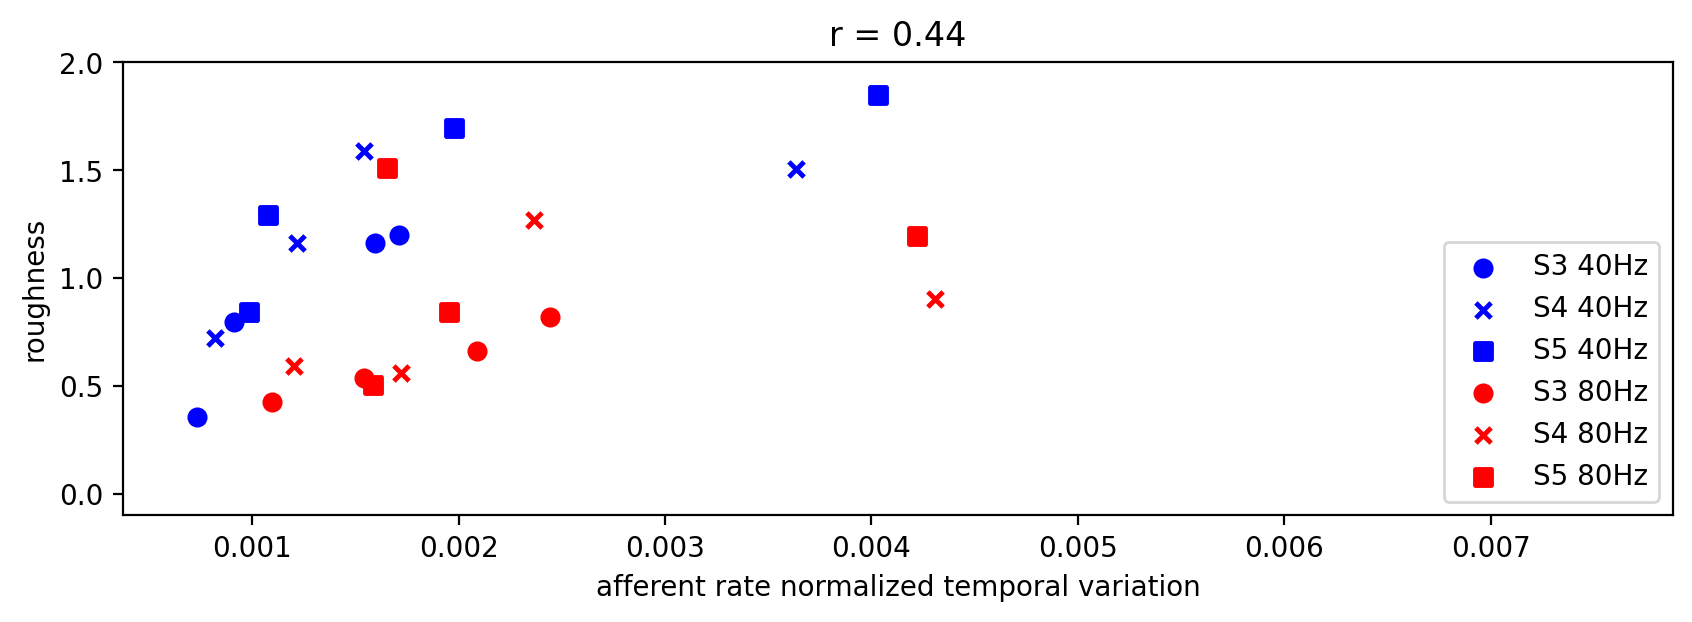 r = 0.44
2.0
1.5
1.0
0.5
0.0
roughness
S3 40Hz
S4 40Hz
S5 40Hz
S3 80Hz
S4 80Hz
S5 80Hz
0.001 0.002 0.003 0.004 0.005 0.006 0.007
afferent rate normalized temporal variation